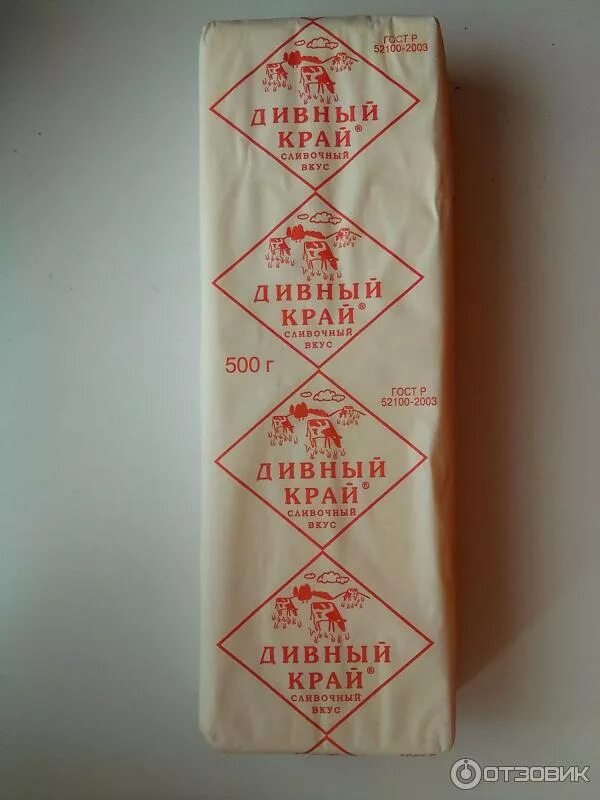 ГОСТ Р
52100-2003
ДИВНЫЙ
КРАЙ®
СЛИВОЧНЫЙ
ВКУС
ДИВНЫЙ
КРАЙ®
СЛИВОЧНЫЙ
ВКУС
500 г
ГОСТ Р
52100-2003
ДИВНЫЙ
КРАЙ®
СЛИВОЧНЫЙ
ВКУС
ДИВНЫЙ
КРАЙ®
СЛИВОЧНЫЙ
ВКУС
ГОСТ Р
ОТЗОВИК